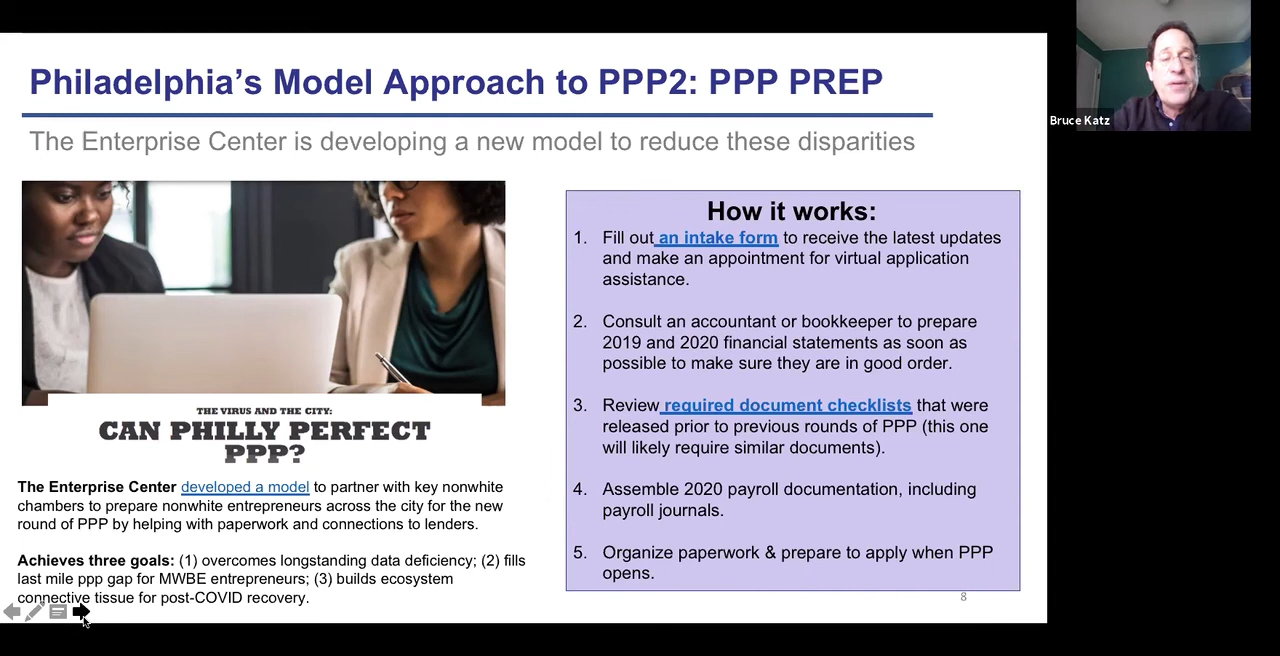 Philadelphia's Model Approach to PPP2: PPP PREP
The Enterprise Center is developing a new model to reduce these disparities
THE VIRUS AND THE CITY:
CAN PHILLY PERFECT
PPP?
The Enterprise Center developed a model to partner with key nonwhite
chambers to prepare nonwhite entrepreneurs across the city for the new
round of PPP by helping with paperwork and connections to lenders.
Achieves three goals: (1) overcomes longstanding data deficiency; (2) fills
last mile ppp gap for MWBE entrepreneurs; (3) builds ecosystem
connective tissue for post-COVID recovery.
How it works:
1. Fill out an intake form to receive the latest updates
and make an appointment for virtual application
assistance.
2. Consult an accountant or bookkeeper to prepare
2019 and 2020 financial statements as soon as
possible to make sure they are in good order.
3. Review required document checklists that were
released prior to previous rounds of PPP (this one
will likely require similar documents).
4. Assemble 2020 payroll documentation, including
payroll journals.
5. Organize paperwork & prepare to apply when PPP
opens.
8
Bruce Katz